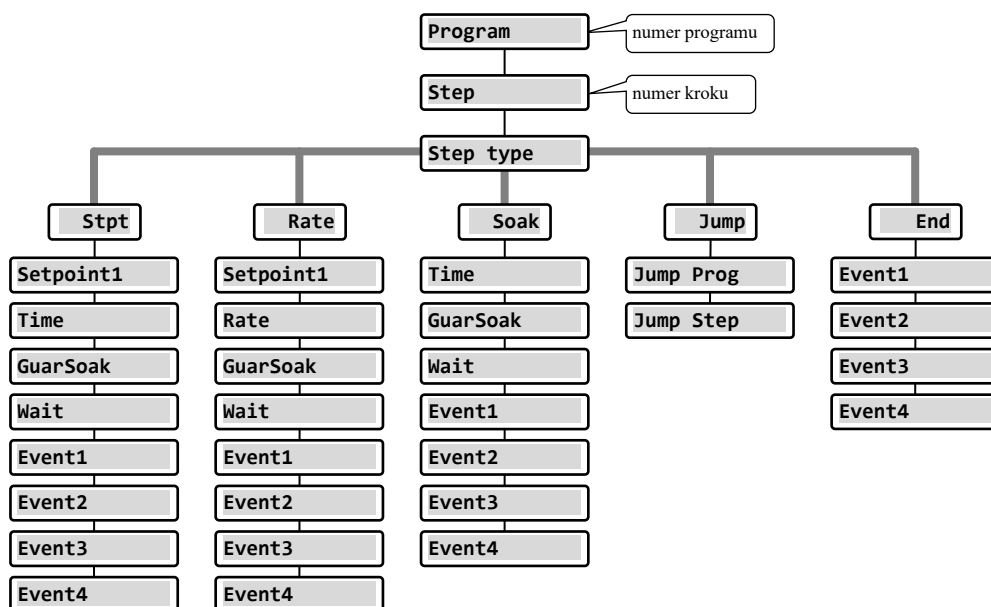 Program
numer programu
Step
numer kroku
Step type
Stpt
Rate
Soak
Jump
End
Setpoint1
Time
GuarSoak
Wait
Event1
Event2
Event3
Event4
Setpoint1
Rate
GuarSoak
Wait
Event1
Event2
Event3
Event4
Time
GuarSoak
Wait
Event1
Event2
Event3
Event4
Jump Prog
Jump Step
Event1
Event2
Event3
Event4